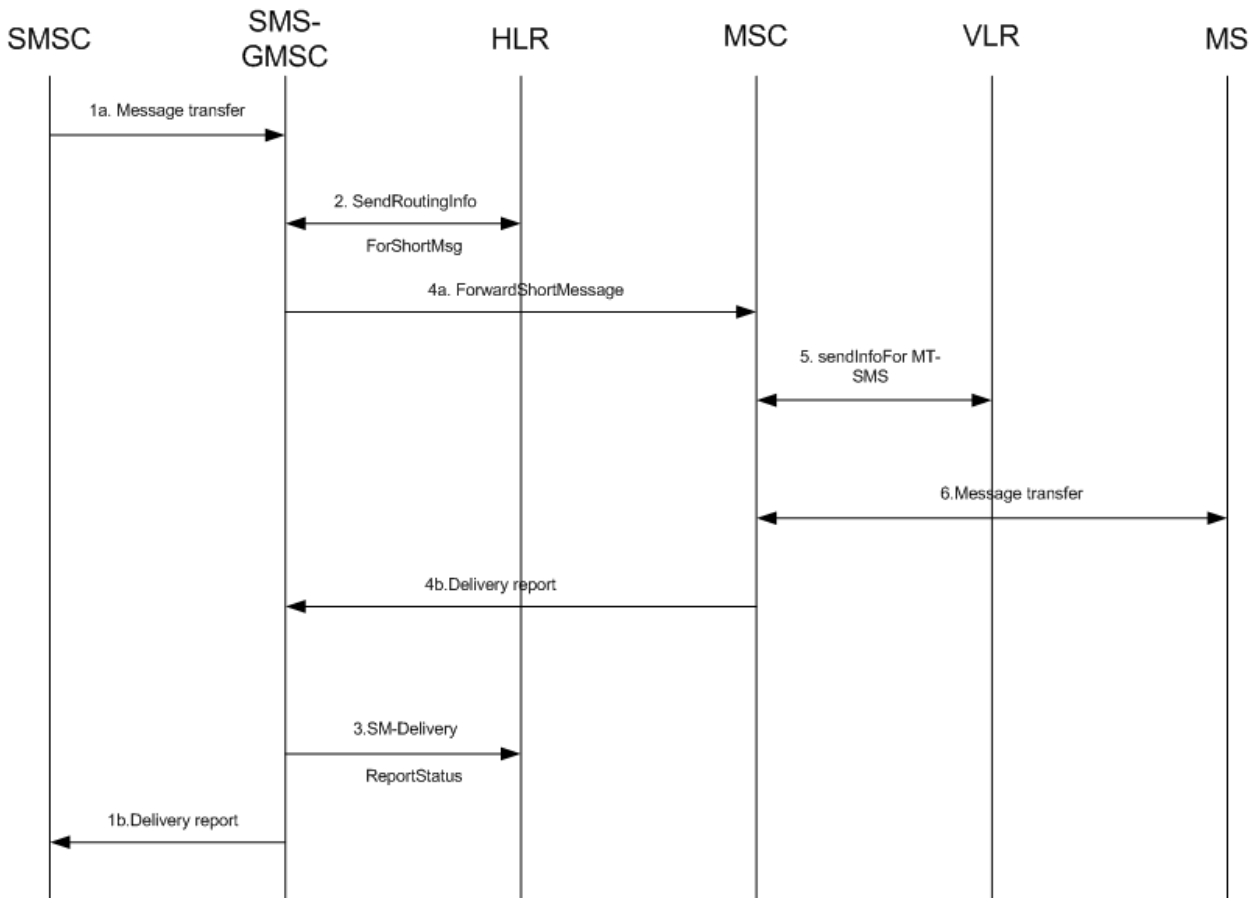 SMSC
SMS-
GMSC
HLR
MSC
VLR
MS
1a. Message transfer
2. SendRoutingInfo
ForShortMsg
4a. ForwardShortMessage
5. sendInfoFor MT-
SMS
6.Message transfer
4b.Delivery report
3.SM-Delivery
ReportStatus
1b.Delivery report